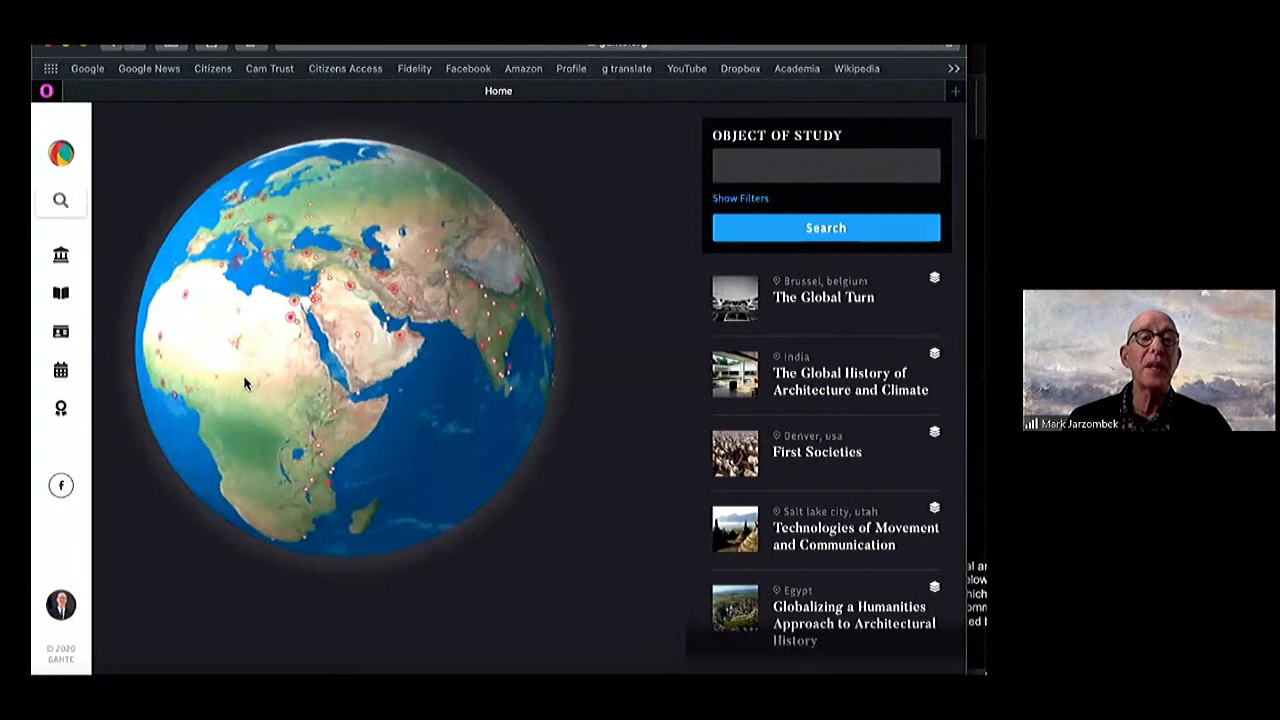 Google Google News Citizens Cam Trust Citizens Access Fidelity Facebook Amazon Profile g translate YouTube Dropbox Academia Wikipedia >>
O Home +
OBJECT OF STUDY
Show Filters
Search
Brussel, belgium
The Global Turn
India
The Global History of
Architecture and Climate
Denver, usa
First Societies
Salt lake city, utah
Technologies of Movement
and Communication
Egypt
Globalizing a Humanities
Approach to Architectural
History
f
© 2020
GAHTC
Mark Jarzombek